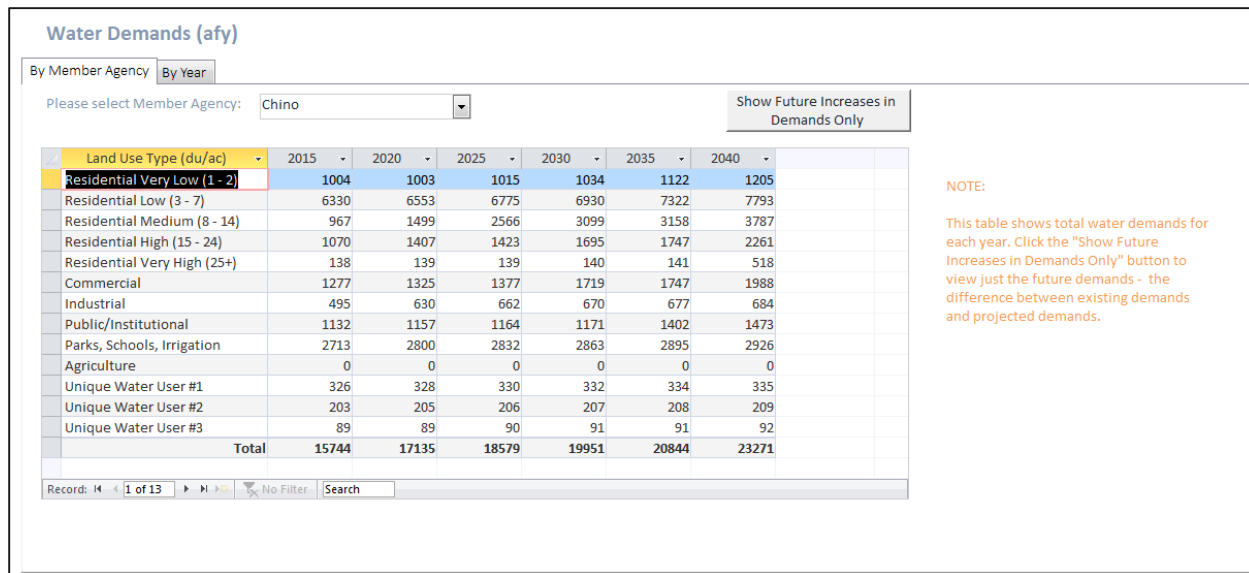 Water Demands (afy)
By Member Agency By Year
Please select Member Agency: Chino
Show Future Increases in
Demands Only
Land Use Type (du/ac) 2015 2020 2025 2030 2035 2040
Residential Very Low (1 - 2) 1004 1003 1015 1034 1122 1205
Residential Low (3 - 7) 6330 6553 6775 6930 7322 7793
Residential Medium (8 - 14) 967 1499 2566 3099 3158 3787
Residential High (15 - 24) 1070 1407 1423 1695 1747 2261
Residential Very High (25+) 138 139 139 140 141 518
Commercial 1277 1325 1377 1719 1747 1988
Industrial 495 630 662 670 677 684
Public/Institutional 1132 1157 1164 1171 1402 1473
Parks, Schools, Irrigation 2713 2800 2832 2863 2895 2926
Agriculture 0 0 0 0 0 0
Unique Water User #1 326 328 330 332 334 335
Unique Water User #2 203 205 206 207 208 209
Unique Water User #3 89 89 90 91 91 92
Total 15744 17135 18579 19951 20844 23271
Record: 1 of 13 No Filter Search
NOTE:
This table shows total water demands for
each year. Click the "Show Future
Increases in Demands Only" button to
view just the future demands - the
difference between existing demands
and projected demands.